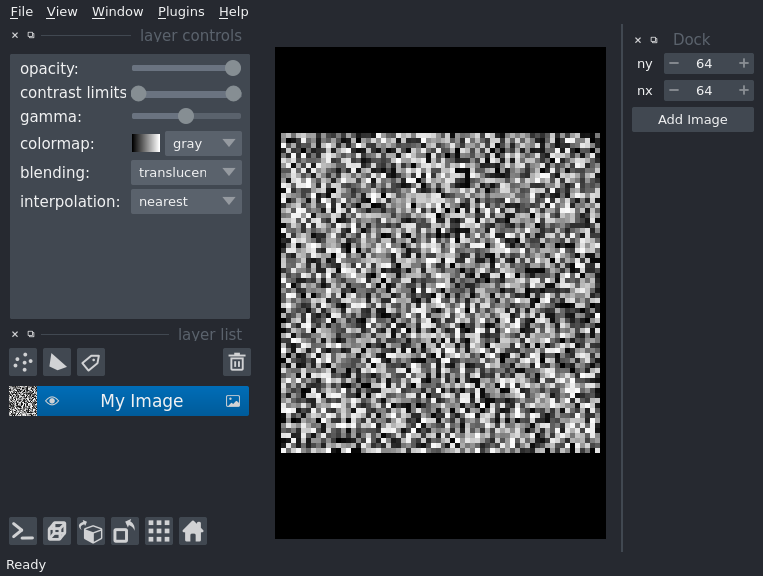 File View Window Plugins Help
layer controls
opacity:
contrast limits
gamma:
colormap: gray
blending: translucen
interpolation: nearest
layer list
My Image
Ready
Dock
ny 64
nx 64
Add Image